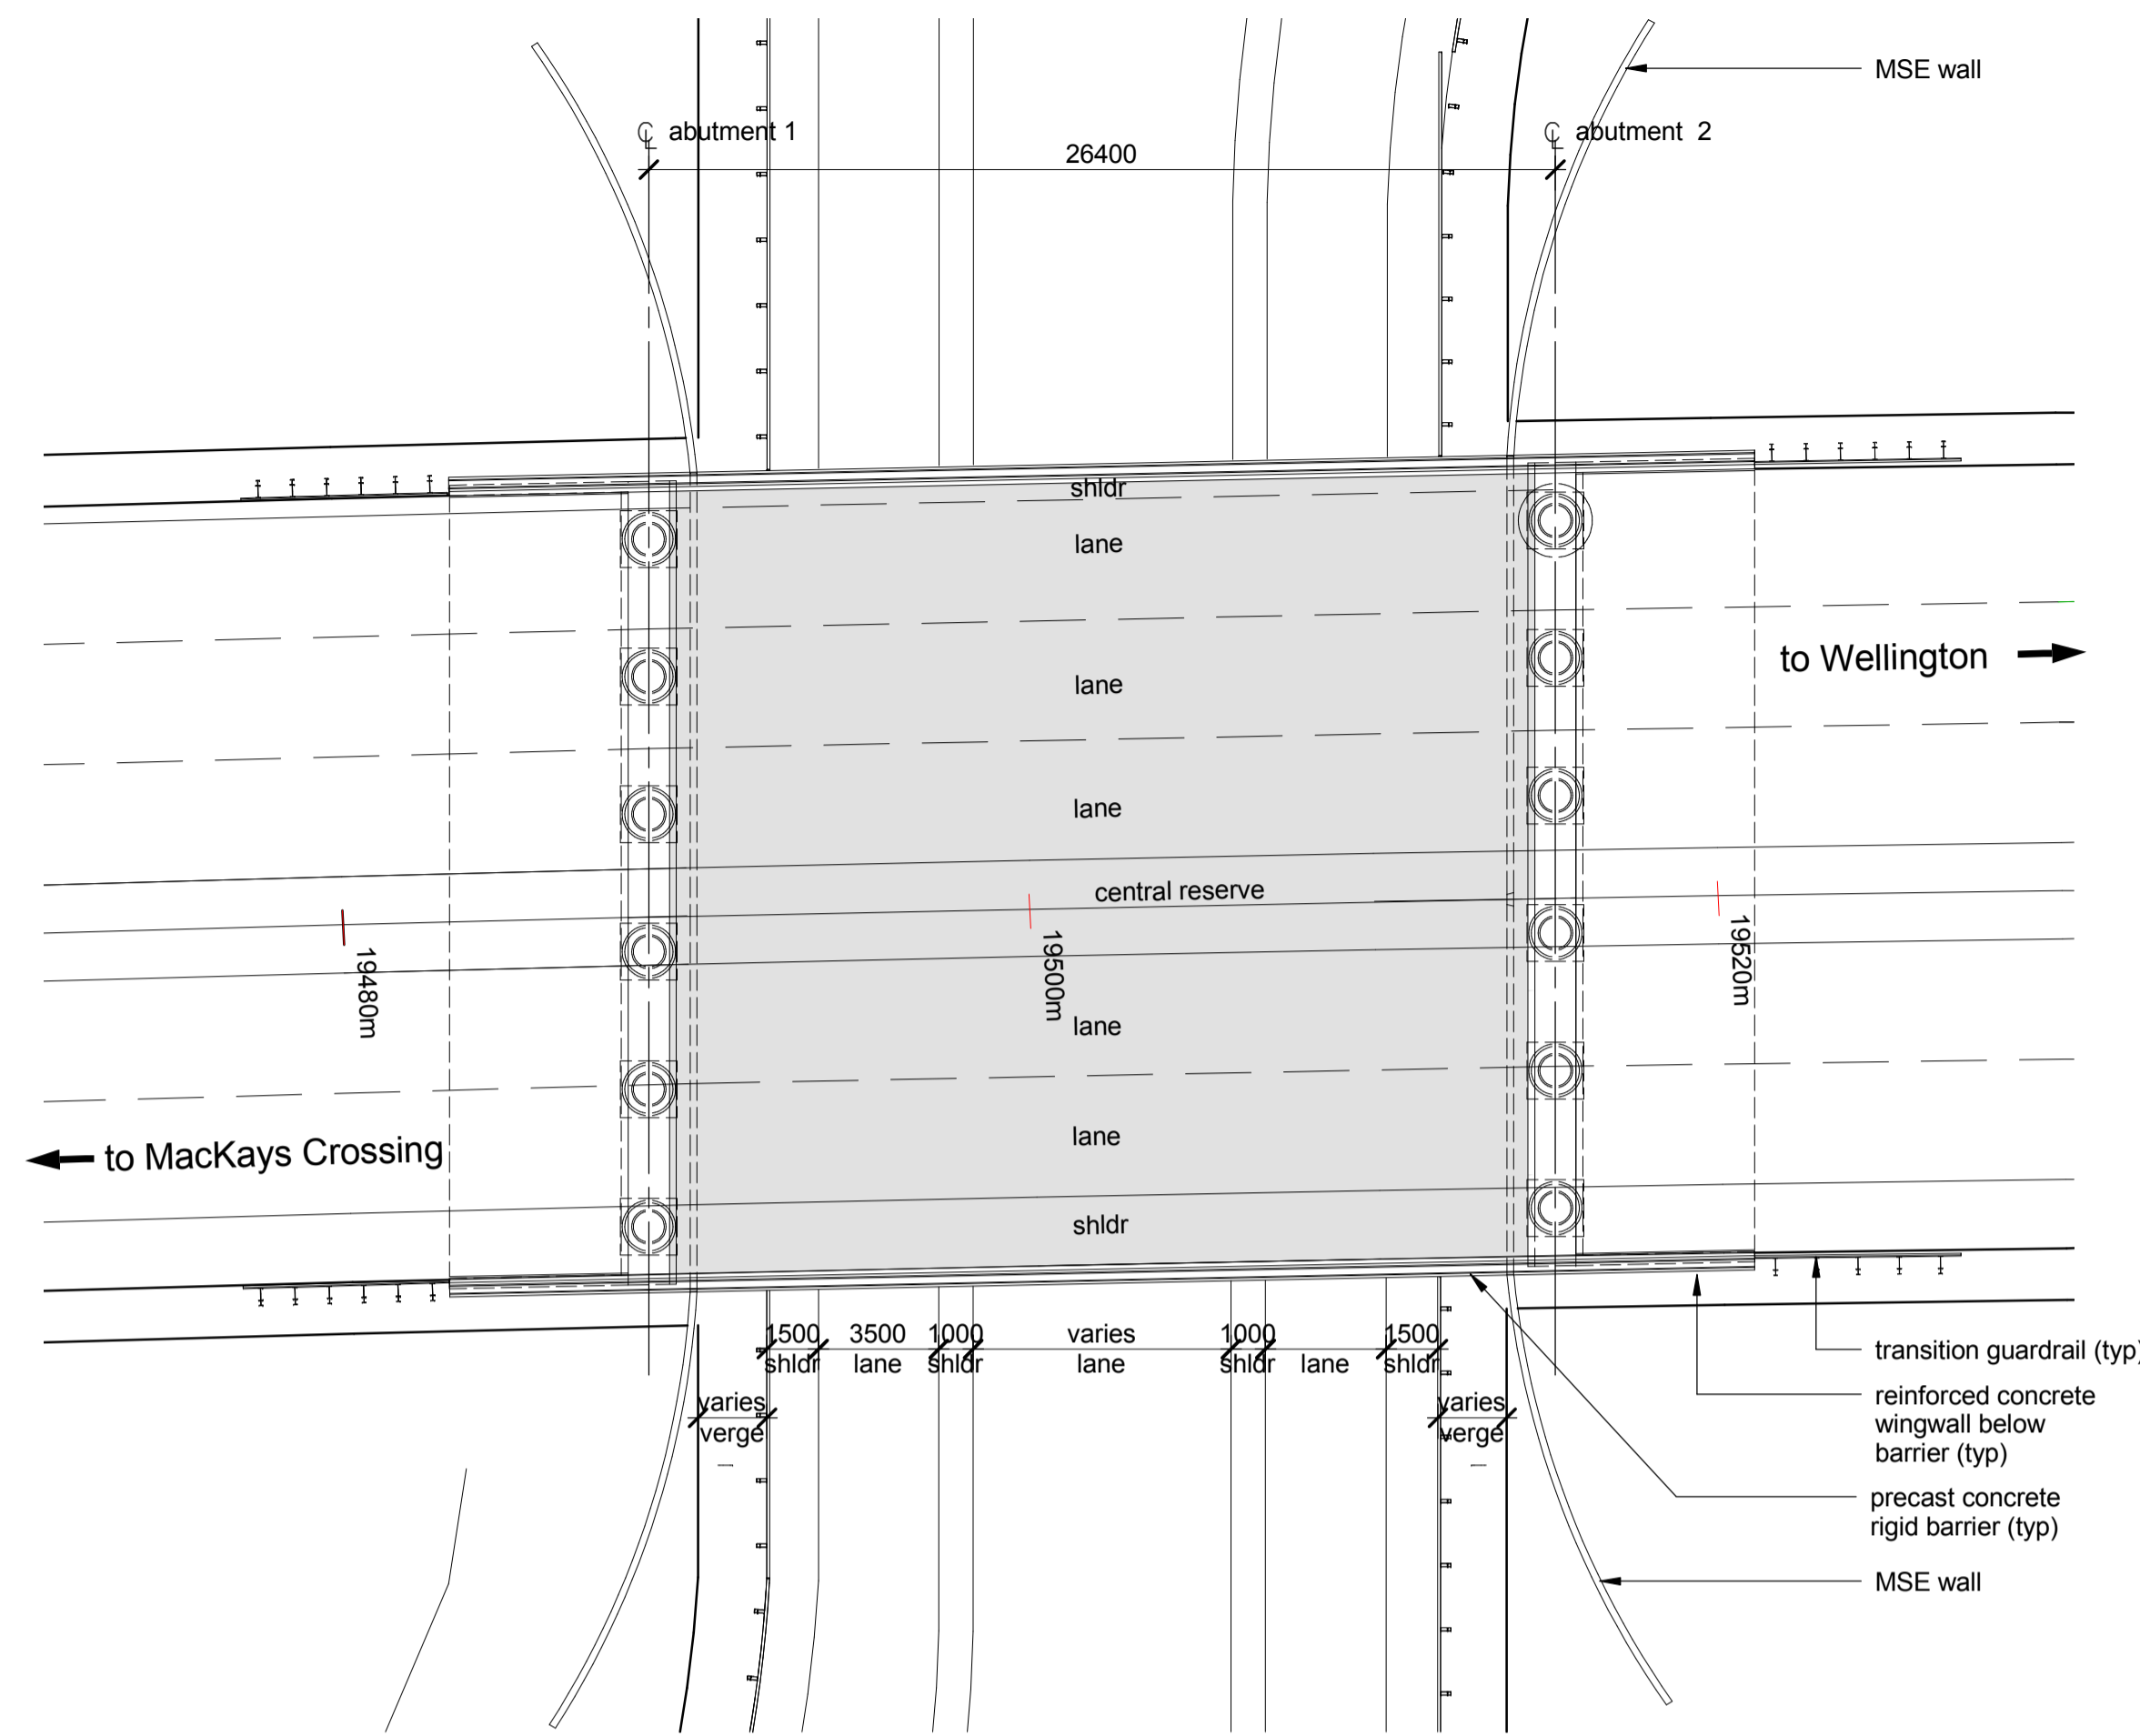 MSE wall
℄ abutment 1
℄ abutment 2
26400
shldr
lane
to Wellington
lane
lane
central reserve
19480m
19500m
19520m
lane
lane
to MacKays Crossing
shldr
1500 3500 1000 varies 1000 1500
shldr lane shldr lane shldr lane shldr
transition guardrail (typ)
reinforced concrete
wingwall below
barrier (typ)
varies
verge
varies
verge
precast concrete
rigid barrier (typ)
MSE wall